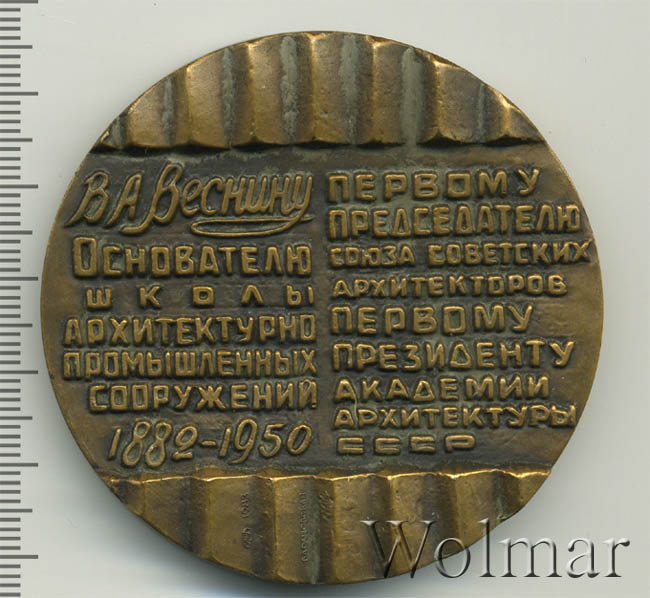 В А Веснину
Основателю
школы
архитектурно
промышленных
сооружений
1882-1950
первому
председателю
союза советских
архитекторов
первому
президенту
академии
архитектуры
СССР
Wolmar